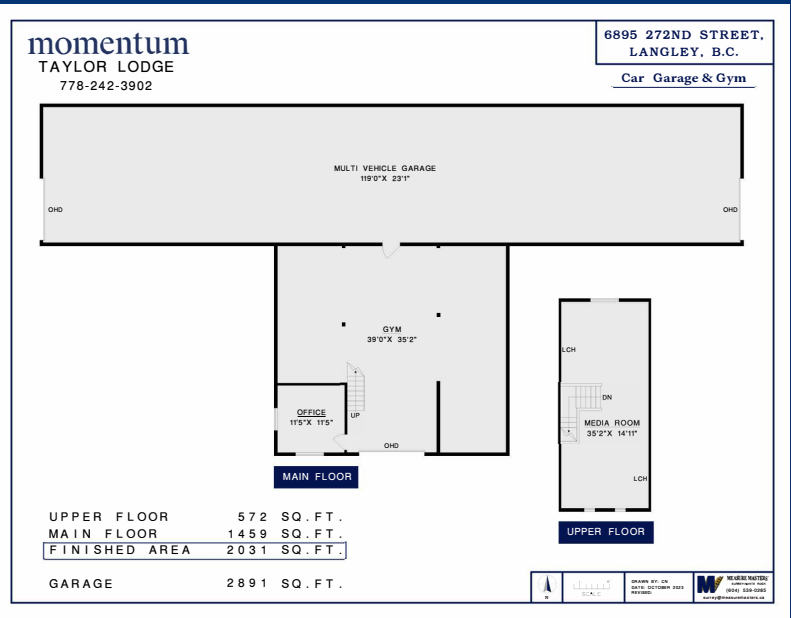 momentum
TAYLOR LODGE
778-242-3902
6895 272ND STREET,
LANGLEY, B.C.
Car Garage & Gym
MULTI VEHICLE GARAGE
119'0"X 23'1"
OHD
OHD
GYM
39'0"X 35'2"
OFFICE
11'5"X 11'5"
UP
OHD
MAIN FLOOR
LCH
DN
MEDIA ROOM
35'2"X 14'11"
LCH
UPPER FLOOR
UPPER FLOOR 572 SQ.FT.
MAIN FLOOR 1459 SQ.FT.
FINISHED AREA 2031 SQ.FT.
GARAGE 2891 SQ.FT.
N
SCALE
DRAWN BY: CN
DATE: OCTOBER 2023
REVISED:
M
MEASURE MASTERS
(604) 539-0285
surrey@measuremasters.ca